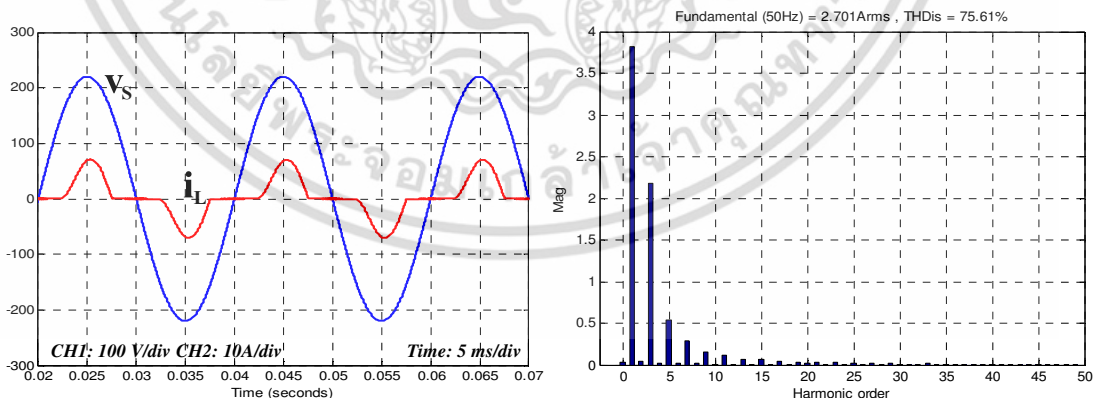 Fundamental (50Hz) = 2.701Arms , THDis = 75.61%
300
200
100
0
-100
-200
-300
v_S
i_L
CH1: 100 V/div CH2: 10A/div
Time: 5 ms/div
0.02 0.025 0.03 0.035 0.04 0.045 0.05 0.055 0.06 0.065 0.07
Time (seconds)
4
3.5
3
2.5
2
1.5
1
0.5
0
Mag
0 5 10 15 20 25 30 35 40 45 50
Harmonic order